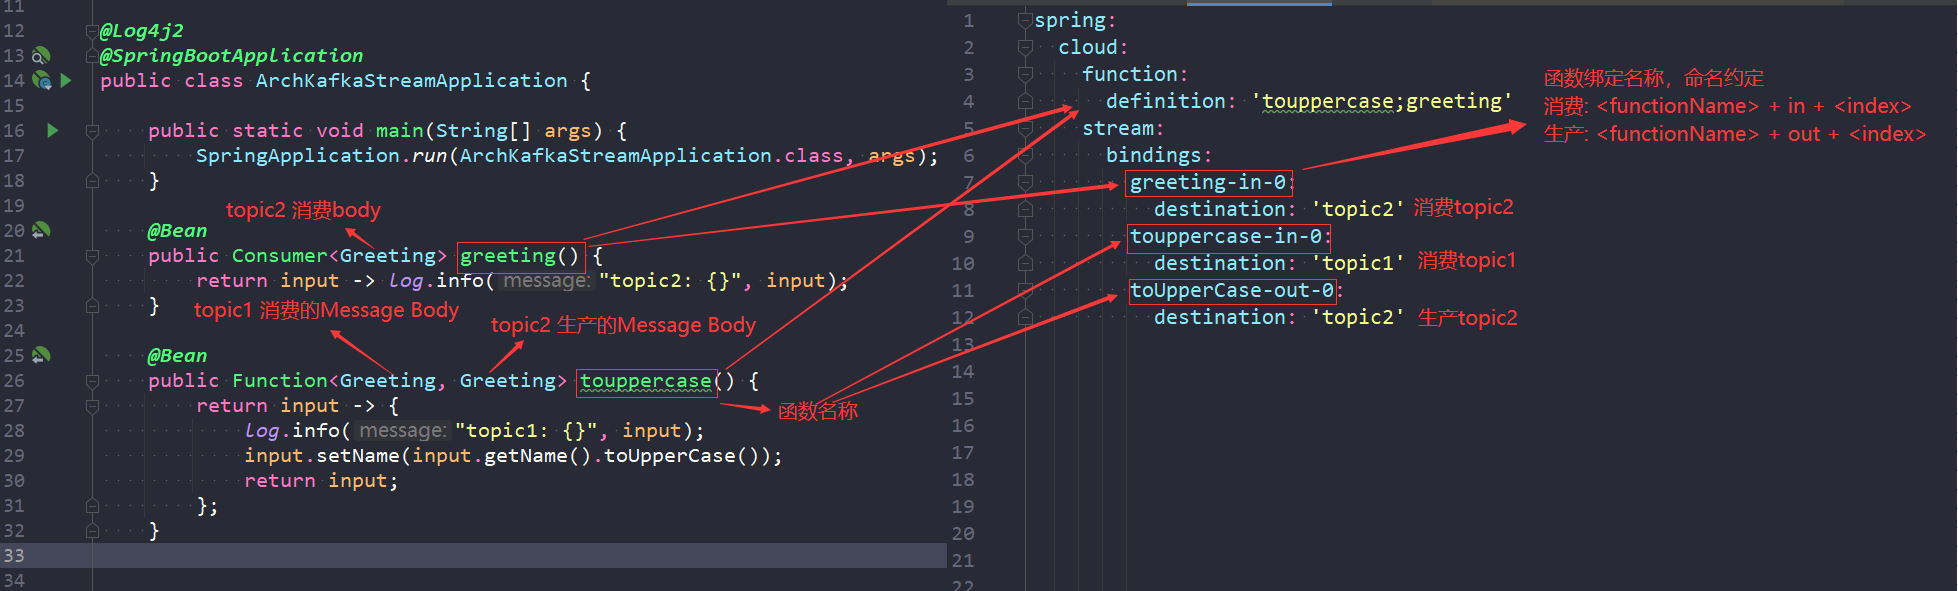 11
12 @Log4j2
13 @SpringBootApplication
14 public class ArchKafkaStreamApplication {
15
16 public static void main(String[] args) {
17 SpringApplication.run(ArchKafkaStreamApplication.class, args);
18 }
19
topic2 消费body
20 @Bean
21 public Consumer<Greeting> greeting() {
22 return input -> log.info( message: "topic2: {}", input);
23 }
topic1 消费的Message Body
24
topic2 生产的Message Body
25 @Bean
26 public Function<Greeting, Greeting> touppercase() {
27 return input -> {
函数名称
28 log.info( message: "topic1: {}", input);
29 input.setName(input.getName().toUpperCase());
30 return input;
31 };
32 }
33
34
1 spring:
2 cloud:
3 function:
4 definition: 'touppercase;greeting'
5 stream:
6 bindings:
7 greeting-in-0:
8 destination: 'topic2' 消费topic2
9 touppercase-in-0:
10 destination: 'topic1' 消费topic1
11 toUpperCase-out-0:
12 destination: 'topic2' 生产topic2
13
14
15
16
17
18
19
20
21
22
函数绑定名称，命名约定
消费: <functionName> + in + <index>
生产: <functionName> + out + <index>